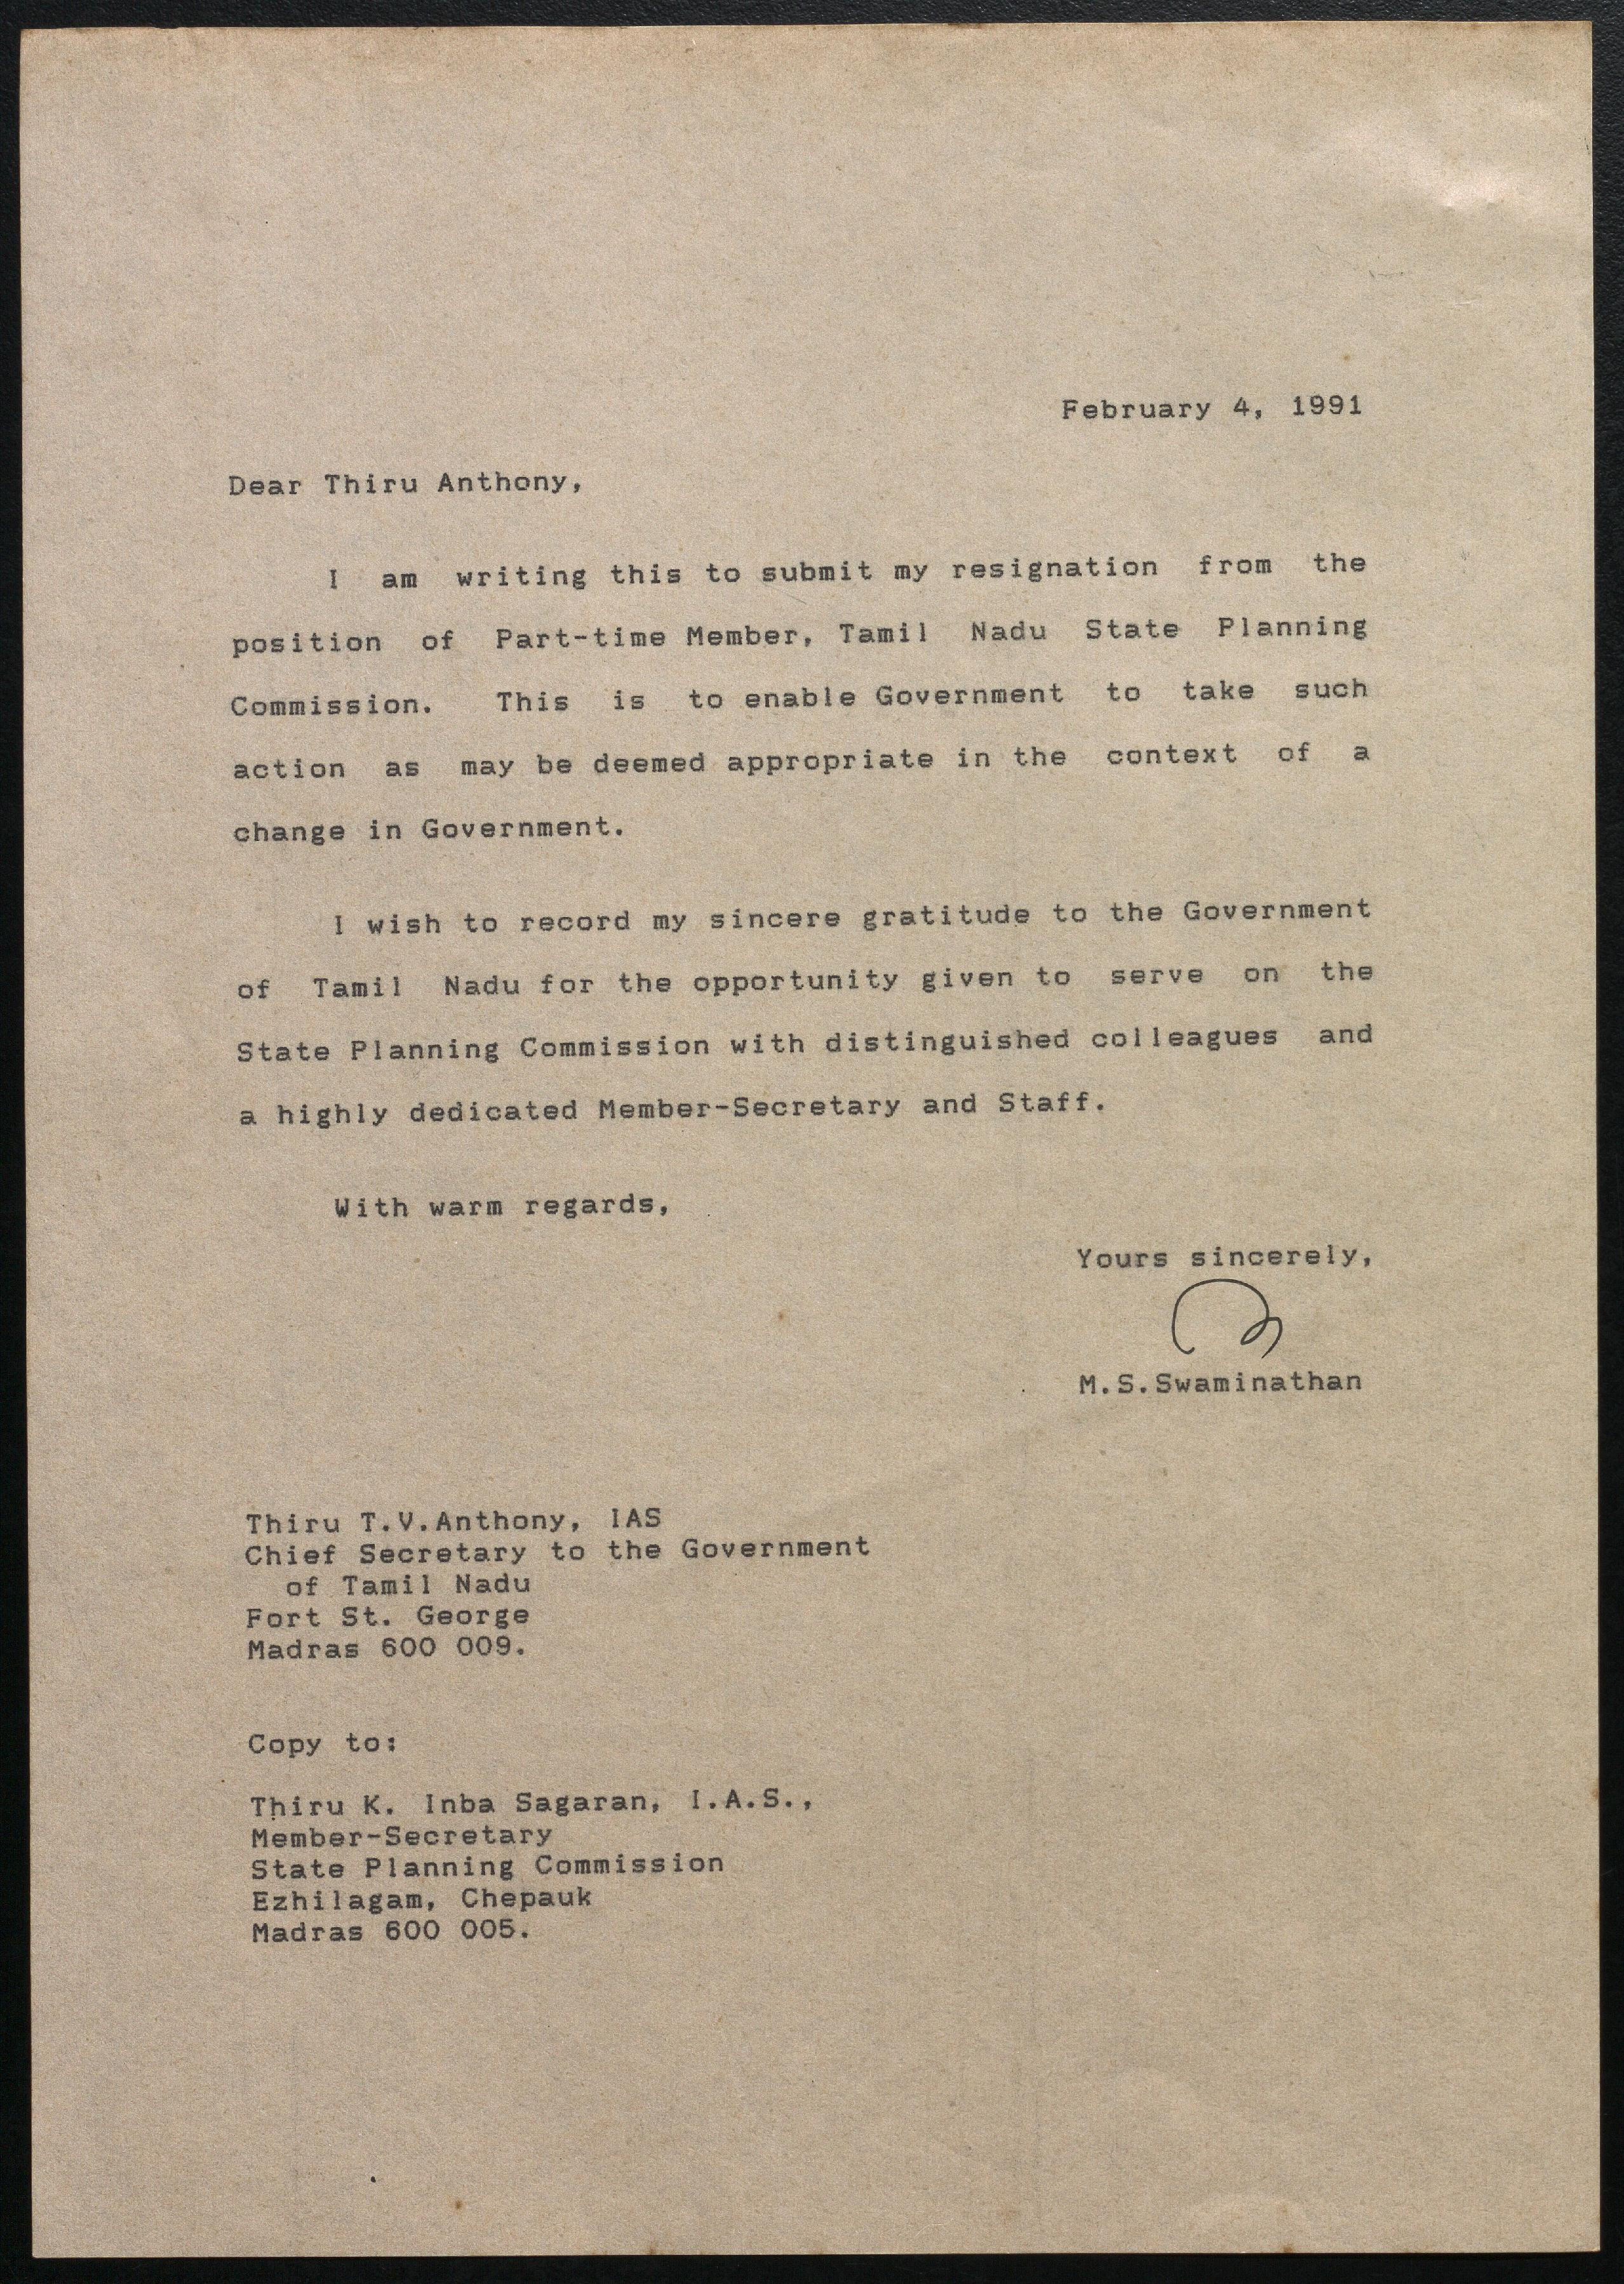 February 4, 1991
Dear Thiru Anthony,
I am writing this to submit my resignation from the
position of Part-time Member, Tamil Nadu State Planning
Commission. This is to enable Government to take such
action as may be deemed appropriate in the context of a
change in Government.
I wish to record my sincere gratitude to the Government
of Tamil Nadu for the opportunity given to serve on the
State Planning Commission with distinguished colleagues and
a highly dedicated Member-Secretary and Staff.
With warm regards,
Yours sincerely,
M.S.Swaminathan
Thiru T.V.Anthony, IAS
Chief Secretary to the Government
of Tamil Nadu
Fort St. George
Madras 600 009.
Copy to:
Thiru K. Inba Sagaran, I.A.S.,
Member-Secretary
State Planning Commission
Ezhilagam, Chepauk
Madras 600 005.